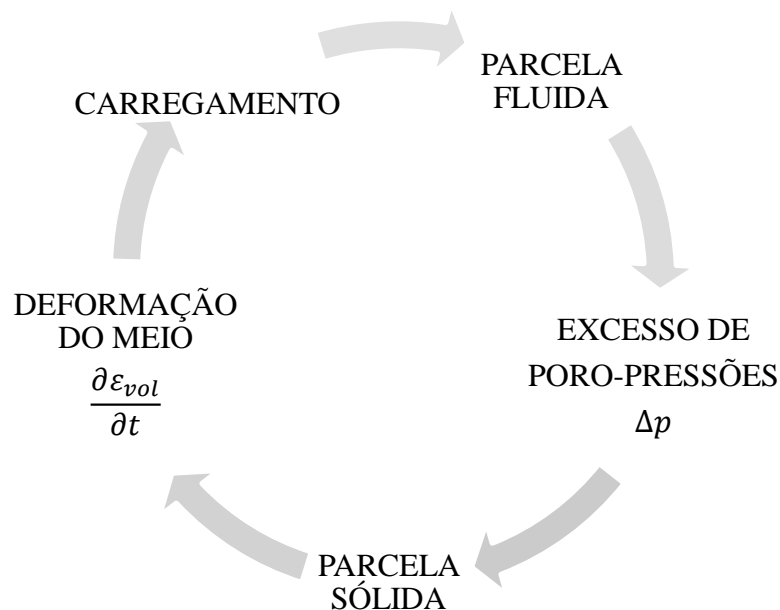 CARREGAMENTO
PARCELA
FLUIDA
EXCESSO DE
PORO-PRESSÕES
Δ𝑝
PARCELA
SÓLIDA
DEFORMAÇÃO
DO MEIO
∂ε_vol
∂t